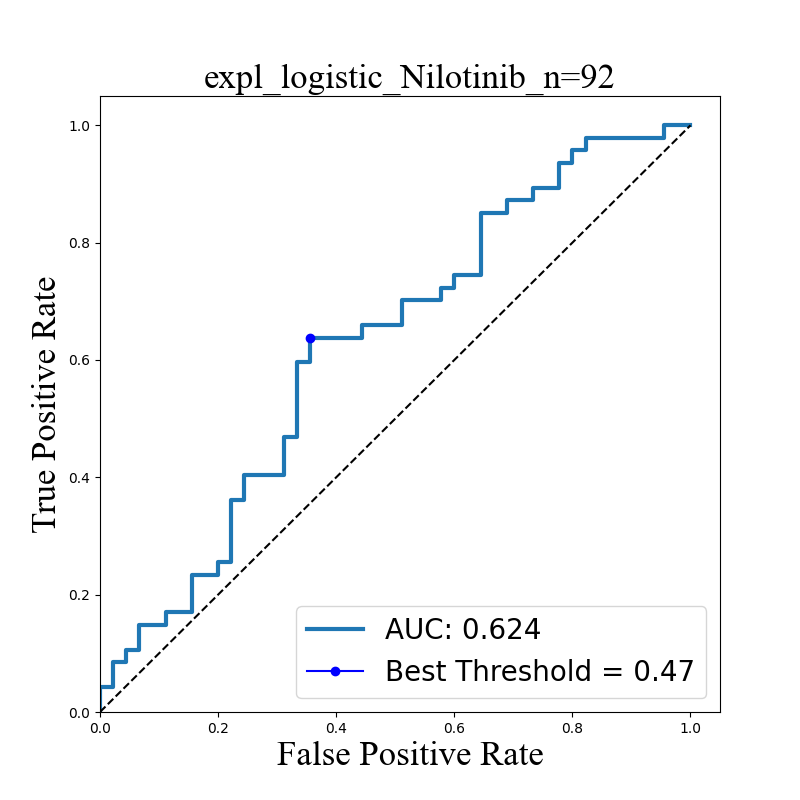 expl_logistic_Nilotinib_n=92
True Positive Rate
1.0
0.8
0.6
0.4
0.2
0.0
AUC: 0.624
Best Threshold = 0.47
0.0 0.2 0.4 0.6 0.8 1.0
False Positive Rate